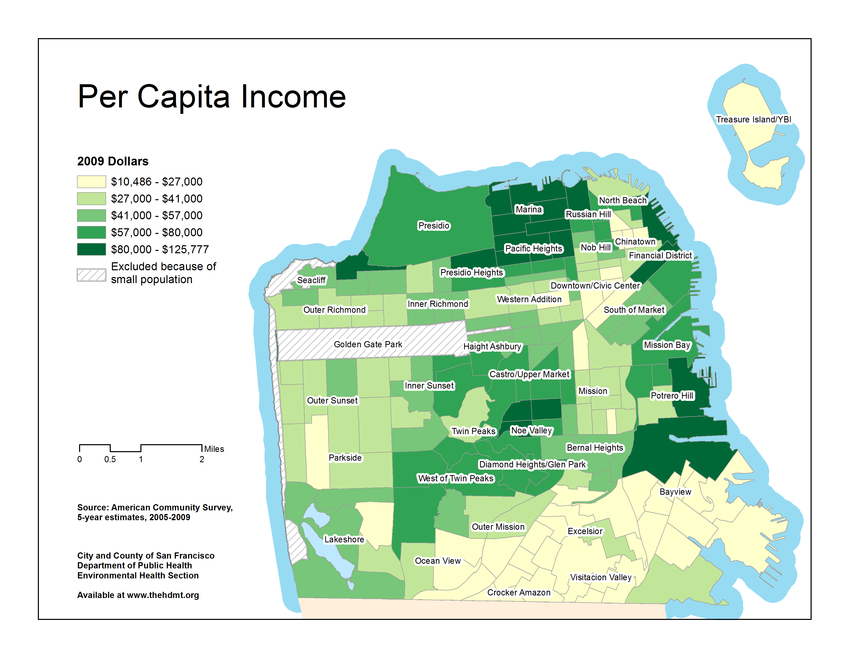 Per Capita Income
2009 Dollars
$10,486 - $27,000
$27,000 - $41,000
$41,000 - $57,000
$57,000 - $80,000
$80,000 - $125,777
Excluded because of
small population
Treasure Island/YBI
North Beach
Marina
Russian Hill
Presidio
Chinatown
Pacific Heights
Nob Hill
Financial District
Presidio Heights
Seacliff
Downtown/Civic Center
Western Addition
Inner Richmond
Outer Richmond
South of Market
Golden Gate Park
Haight Ashbury
Mission Bay
Castro/Upper Market
Inner Sunset
Mission
Potrero Hill
Outer Sunset
Twin Peaks
Noe Valley
Bernal Heights
Parkside
Diamond Heights/Glen Park
West of Twin Peaks
Bayview
Outer Mission
Excelsior
Lakeshore
Ocean View
Visitacion Valley
Crocker Amazon
0 0.5 1 2 Miles
Source: American Community Survey,
5-year estimates, 2005-2009
City and County of San Francisco
Department of Public Health
Environmental Health Section
Available at www.thehdmt.org